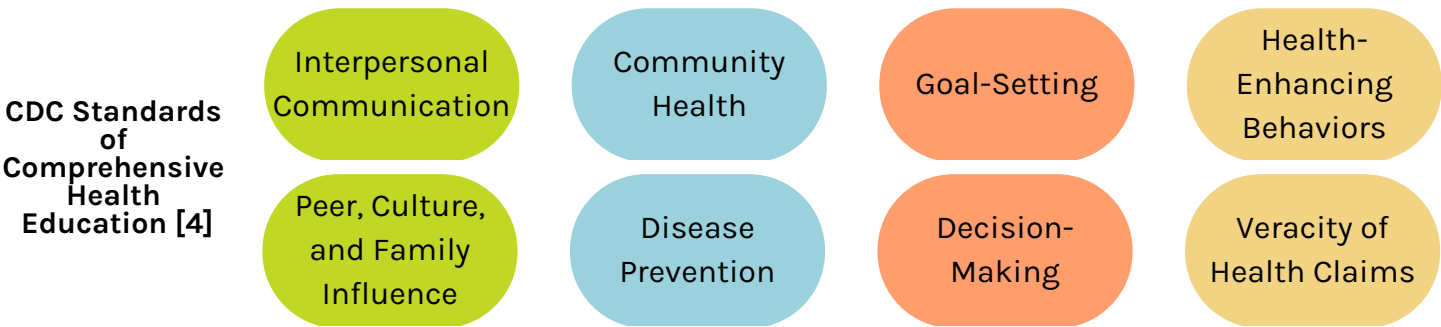 CDC Standards
of
Comprehensive
Health
Education [4]
Interpersonal
Communication
Community
Health
Goal-Setting
Health-
Enhancing
Behaviors
Peer, Culture,
and Family
Influence
Disease
Prevention
Decision-
Making
Veracity of
Health Claims